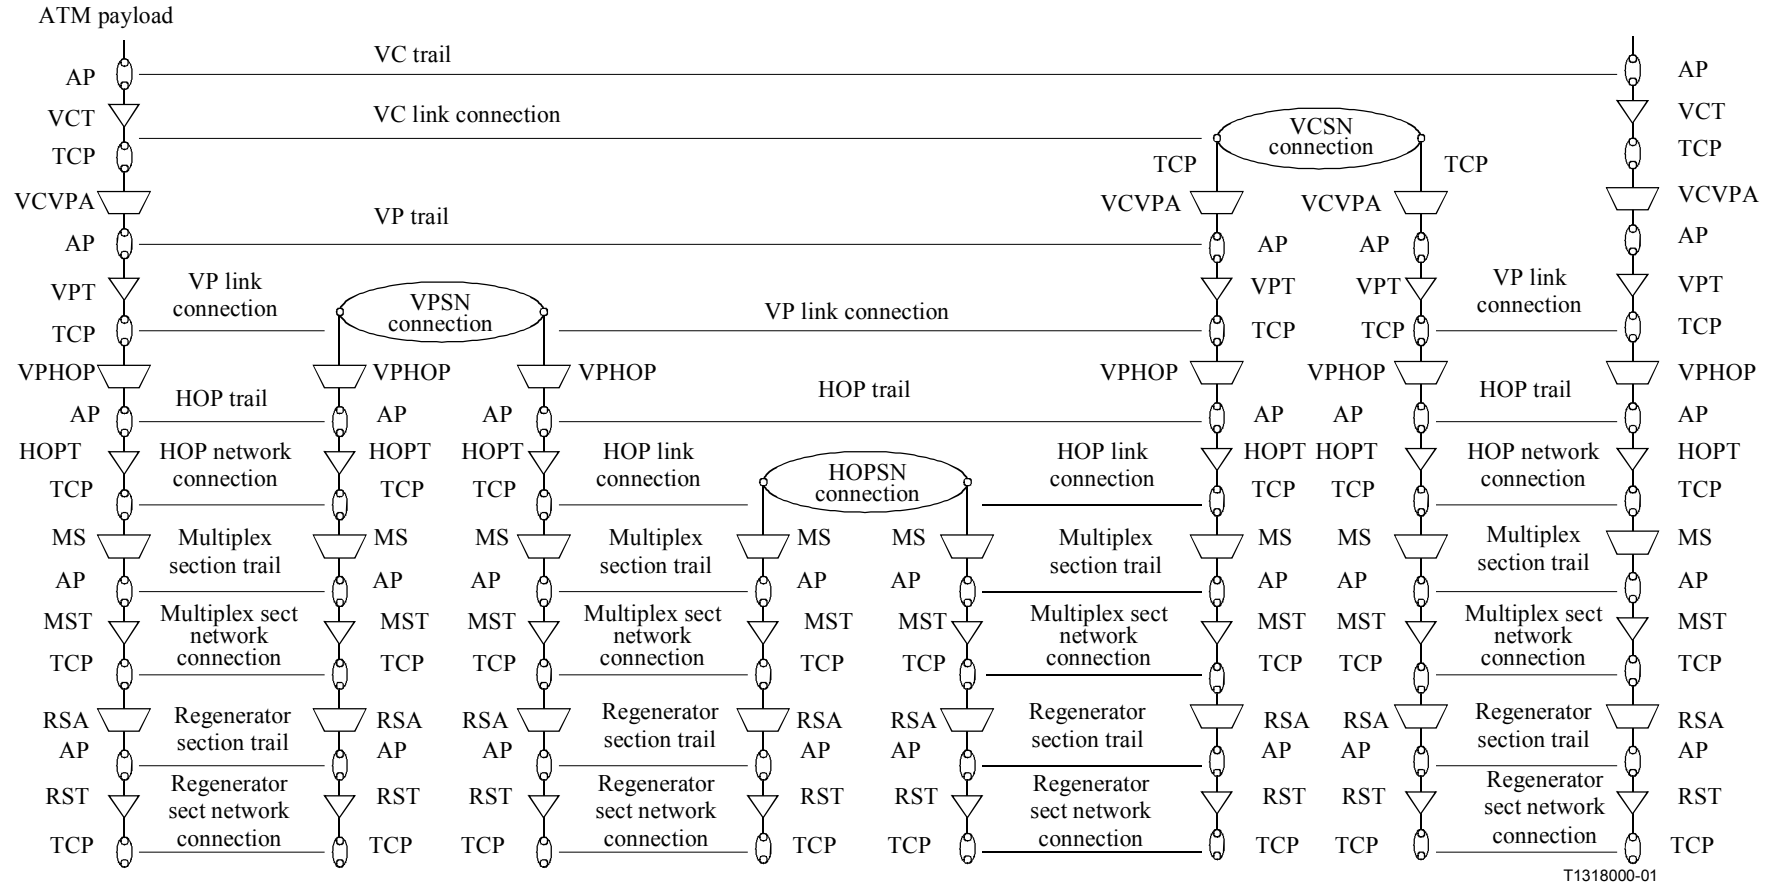 ATM payload
VC trail
AP
AP
VCT
VC link connection
VCSN
connection
VCT
TCP
TCP
TCP
TCP
VCVPA
VCVPA
VCVPA
VCVPA
VP trail
AP
AP
AP
AP
VPT
VP link
connection
VPSN
connection
VP link connection
VPT
VPT
VP link
connection
VPT
TCP
TCP
TCP
TCP
VPHOP
VPHOP
VPHOP
VPHOP
VPHOP
VPHOP
HOP trail
HOP trail
HOP trail
AP
AP
AP
AP
AP
AP
HOPT
HOP network
connection
HOPT
HOPT
HOP link
connection
HOPSN
connection
HOP link
connection
HOPT
HOPT
HOP network
connection
HOPT
TCP
TCP
TCP
TCP
TCP
TCP
MS
Multiplex
section trail
MS
MS
Multiplex
section trail
MS
MS
Multiplex
section trail
MS
MS
Multiplex
section trail
MS
AP
AP
AP
AP
AP
AP
AP
AP
MST
Multiplex sect
network
connection
MST
MST
Multiplex sect
network
connection
MST
MST
Multiplex sect
network
connection
MST
MST
Multiplex sect
network
connection
MST
TCP
TCP
TCP
TCP
TCP
TCP
TCP
TCP
RSA
Regenerator
section trail
RSA
RSA
Regenerator
section trail
RSA
RSA
Regenerator
section trail
RSA
RSA
Regenerator
section trail
RSA
AP
AP
AP
AP
AP
AP
AP
AP
RST
Regenerator
sect network
connection
RST
RST
Regenerator
sect network
connection
RST
RST
Regenerator
sect network
connection
RST
RST
Regenerator
sect network
connection
RST
TCP
TCP
TCP
TCP
TCP
TCP
TCP
TCP
T1318000-01